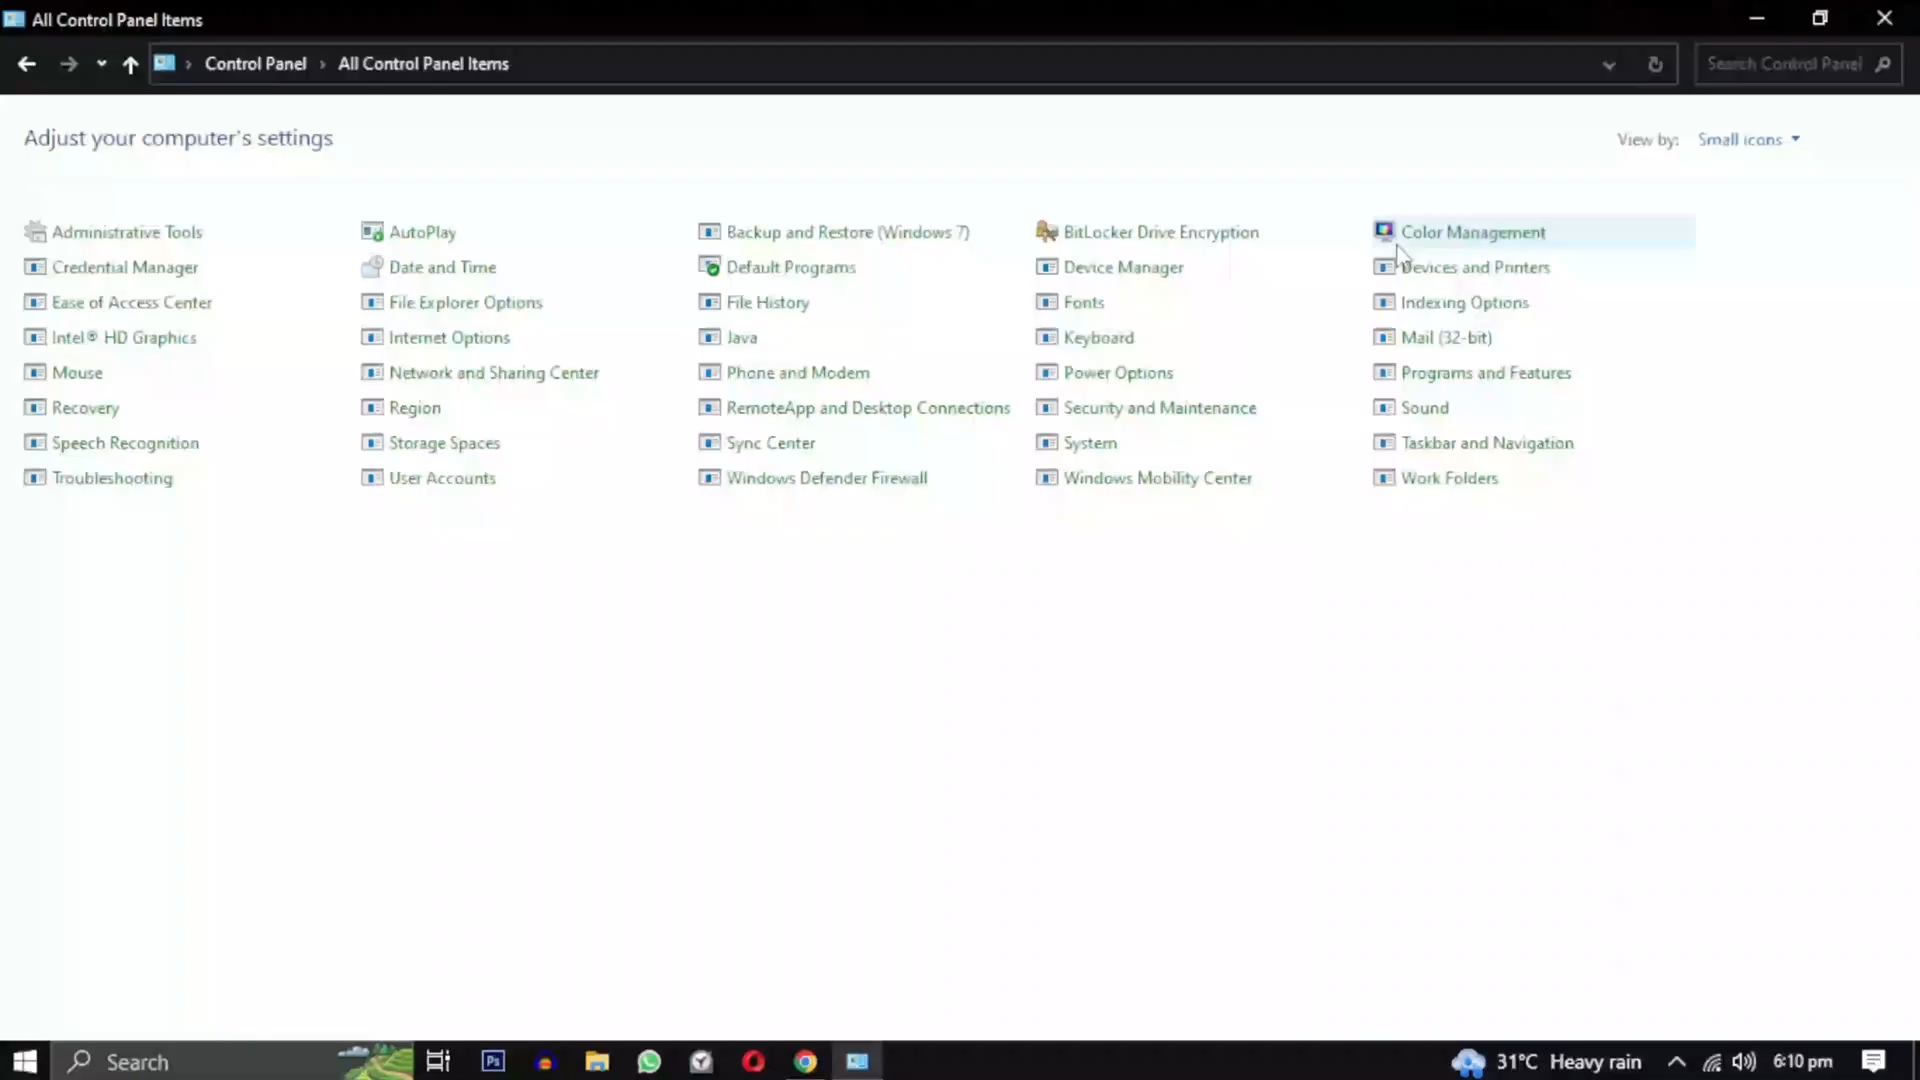 All Control Panel Items
Control Panel › All Control Panel Items
Search Control Panel
Adjust your computer's settings
View by: Small icons
Administrative Tools AutoPlay Backup and Restore (Windows 7) BitLocker Drive Encryption Color Management
Credential Manager Date and Time Default Programs Device Manager Devices and Printers
Ease of Access Center File Explorer Options File History Fonts Indexing Options
Intel® HD Graphics Internet Options Java Keyboard Mail (32-bit)
Mouse Network and Sharing Center Phone and Modem Power Options Programs and Features
Recovery Region RemoteApp and Desktop Connections Security and Maintenance Sound
Speech Recognition Storage Spaces Sync Center System Taskbar and Navigation
Troubleshooting User Accounts Windows Defender Firewall Windows Mobility Center Work Folders
Search Ps 31°C Heavy rain 6:10 pm